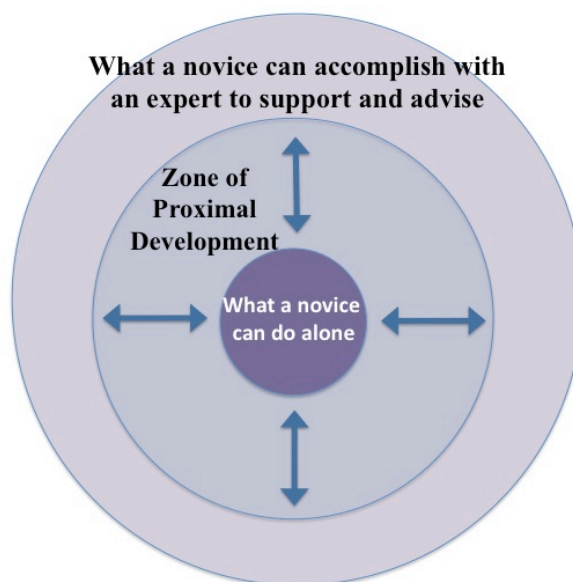 What a novice can accomplish with
an expert to support and advise
Zone of
Proximal
Development
What a novice
can do alone